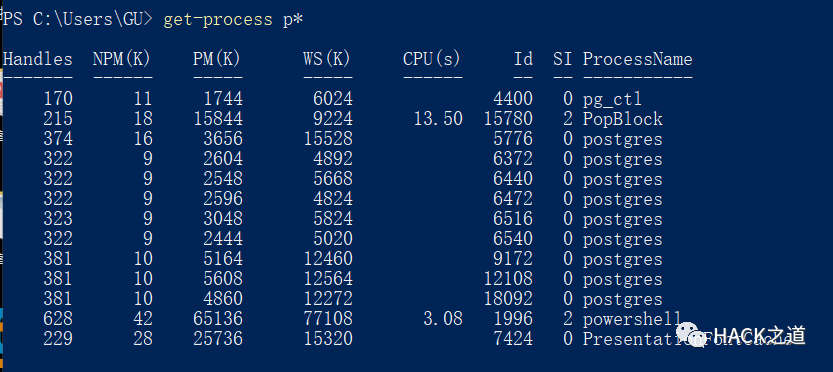 PS C:\Users\GU> get-process p*
Handles  NPM(K)    PM(K)      WS(K)     CPU(s)     Id  SI ProcessName
-------  ------    -----      -----     ------     --  -- -----------
    170      11     1744       6024              4400   0 pg_ctl
    215      18    15844       9224      13.50  15780   2 PopBlock
    374      16     3656      15528              5776   0 postgres
    322       9     2604       4892              6372   0 postgres
    322       9     2548       5668              6440   0 postgres
    322       9     2596       4824              6472   0 postgres
    323       9     3048       5824              6516   0 postgres
    322       9     2444       5020              6540   0 postgres
    381      10     5164      12460              9172   0 postgres
    381      10     5608      12564             12108   0 postgres
    381      10     4860      12272             18092   0 postgres
    628      42    65136      77108       3.08   1996   2 powershell
    229      28    25736      15320              7424   0 PresentationFontCache
HACK之道